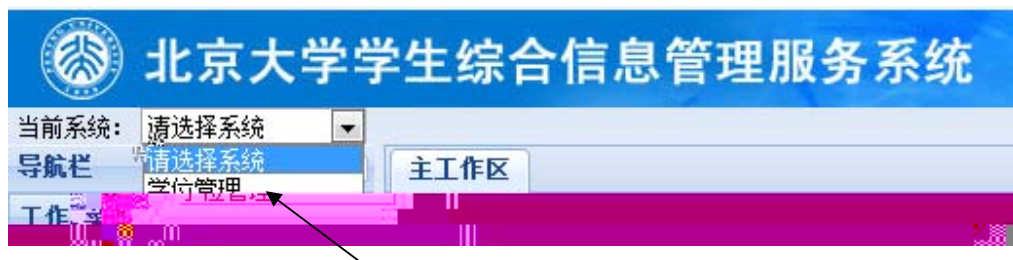 北京大学学生综合信息管理服务系统
当前系统: 请选择系统
导航栏 请选择系统 主工作区
学位管理
工作